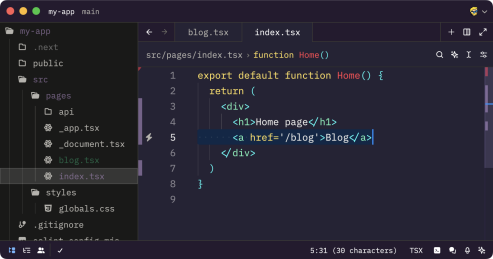 my-app main
my-app
.next
public
src
pages
api
_app.tsx
_document.tsx
blog.tsx
index.tsx
styles
globals.css
.gitignore
blog.tsx index.tsx
src/pages/index.tsx › function Home()
1 export default function Home() {
2 return (
3 <div>
4 <h1>Home page</h1>
5 <a href='/blog'>Blog</a>
6 </div>
7 )
8 }
9
5:31 (30 characters) TSX